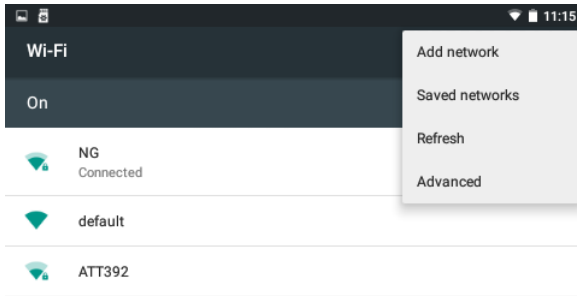 11:15
Wi-Fi
Add network
On
Saved networks
Refresh
Advanced
NG
Connected
default
ATT392